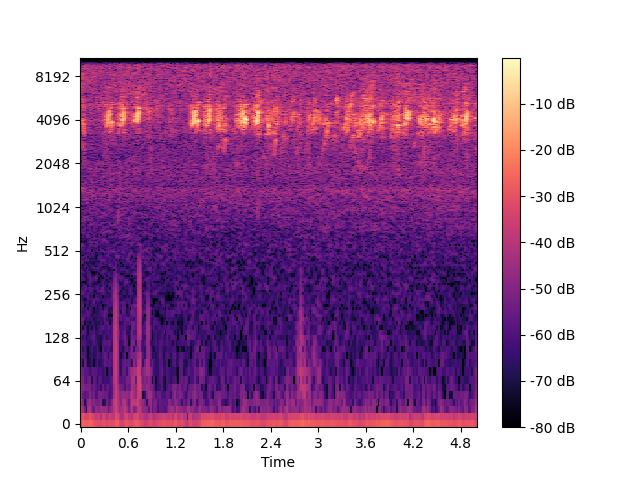 8192
4096
2048
1024
512
256
128
64
0
Hz
0 0.6 1.2 1.8 2.4 3 3.6 4.2 4.8
Time
-10 dB
-20 dB
-30 dB
-40 dB
-50 dB
-60 dB
-70 dB
-80 dB